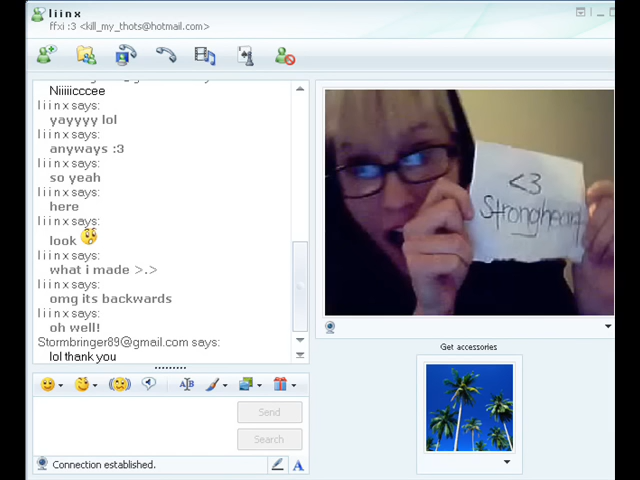 liinx
ffxi :3 <kill_my_thots@hotmail.com>
Niiiicccee
liinx says:
yayyyy lol
liinx says:
anyways :3
liinx says:
so yeah
liinx says:
here
liinx says:
look
liinx says:
what i made >.>
liinx says:
omg its backwards
liinx says:
oh well!
Stormbringer89@gmail.com says:
lol thank you
Send
Search
Connection established.
<3
Strongheart
Get accessories